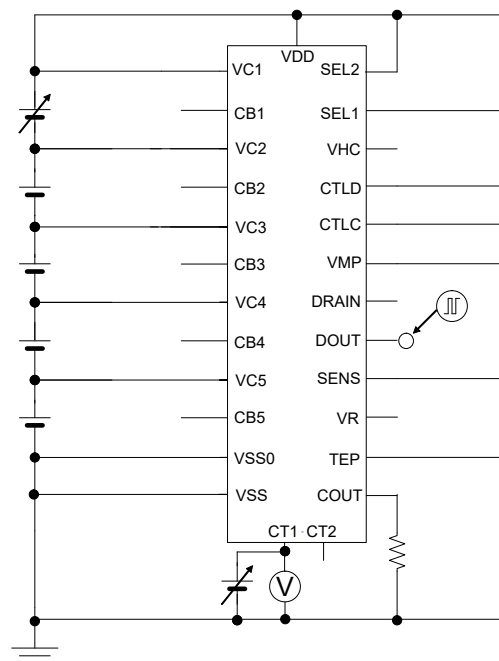 VDD
VC1 SEL2
CB1 SEL1
VC2 VHC
CB2 CTLD
VC3 CTLC
CB3 VMP
VC4 DRAIN
CB4 DOUT
VC5 SENS
CB5 VR
VSS0 TEP
VSS COUT
CT1 CT2
V